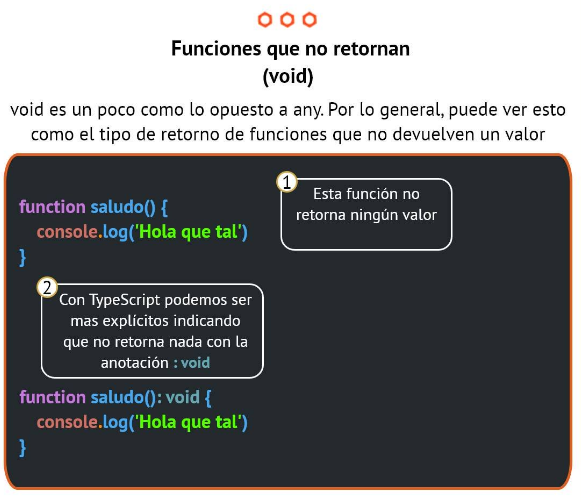 Funciones que no retornan
(void)
void es un poco como lo opuesto a any. Por lo general, puede ver esto
como el tipo de retorno de funciones que no devuelven un valor
1
Esta función no
retorna ningún valor
function saludo() {
console.log('Hola que tal')
}
2
Con TypeScript podemos ser
mas explícitos indicando
que no retorna nada con la
anotación : void
function saludo(): void {
console.log('Hola que tal')
}